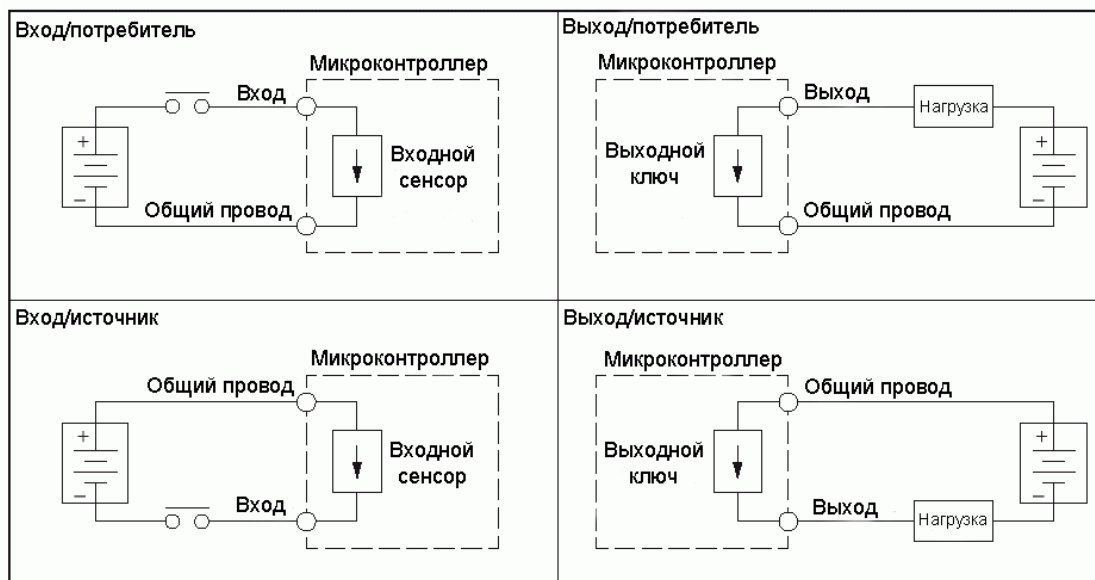 Вход/потребитель
Микроконтроллер
Вход
+
Входной
сенсор
–
Общий провод
Выход/потребитель
Микроконтроллер
Выход
Нагрузка
Выходной
ключ
+
–
Общий провод
Вход/источник
Микроконтроллер
Общий провод
+
Входной
сенсор
–
Вход
Выход/источник
Микроконтроллер
Общий провод
Выходной
ключ
+
–
Выход
Нагрузка